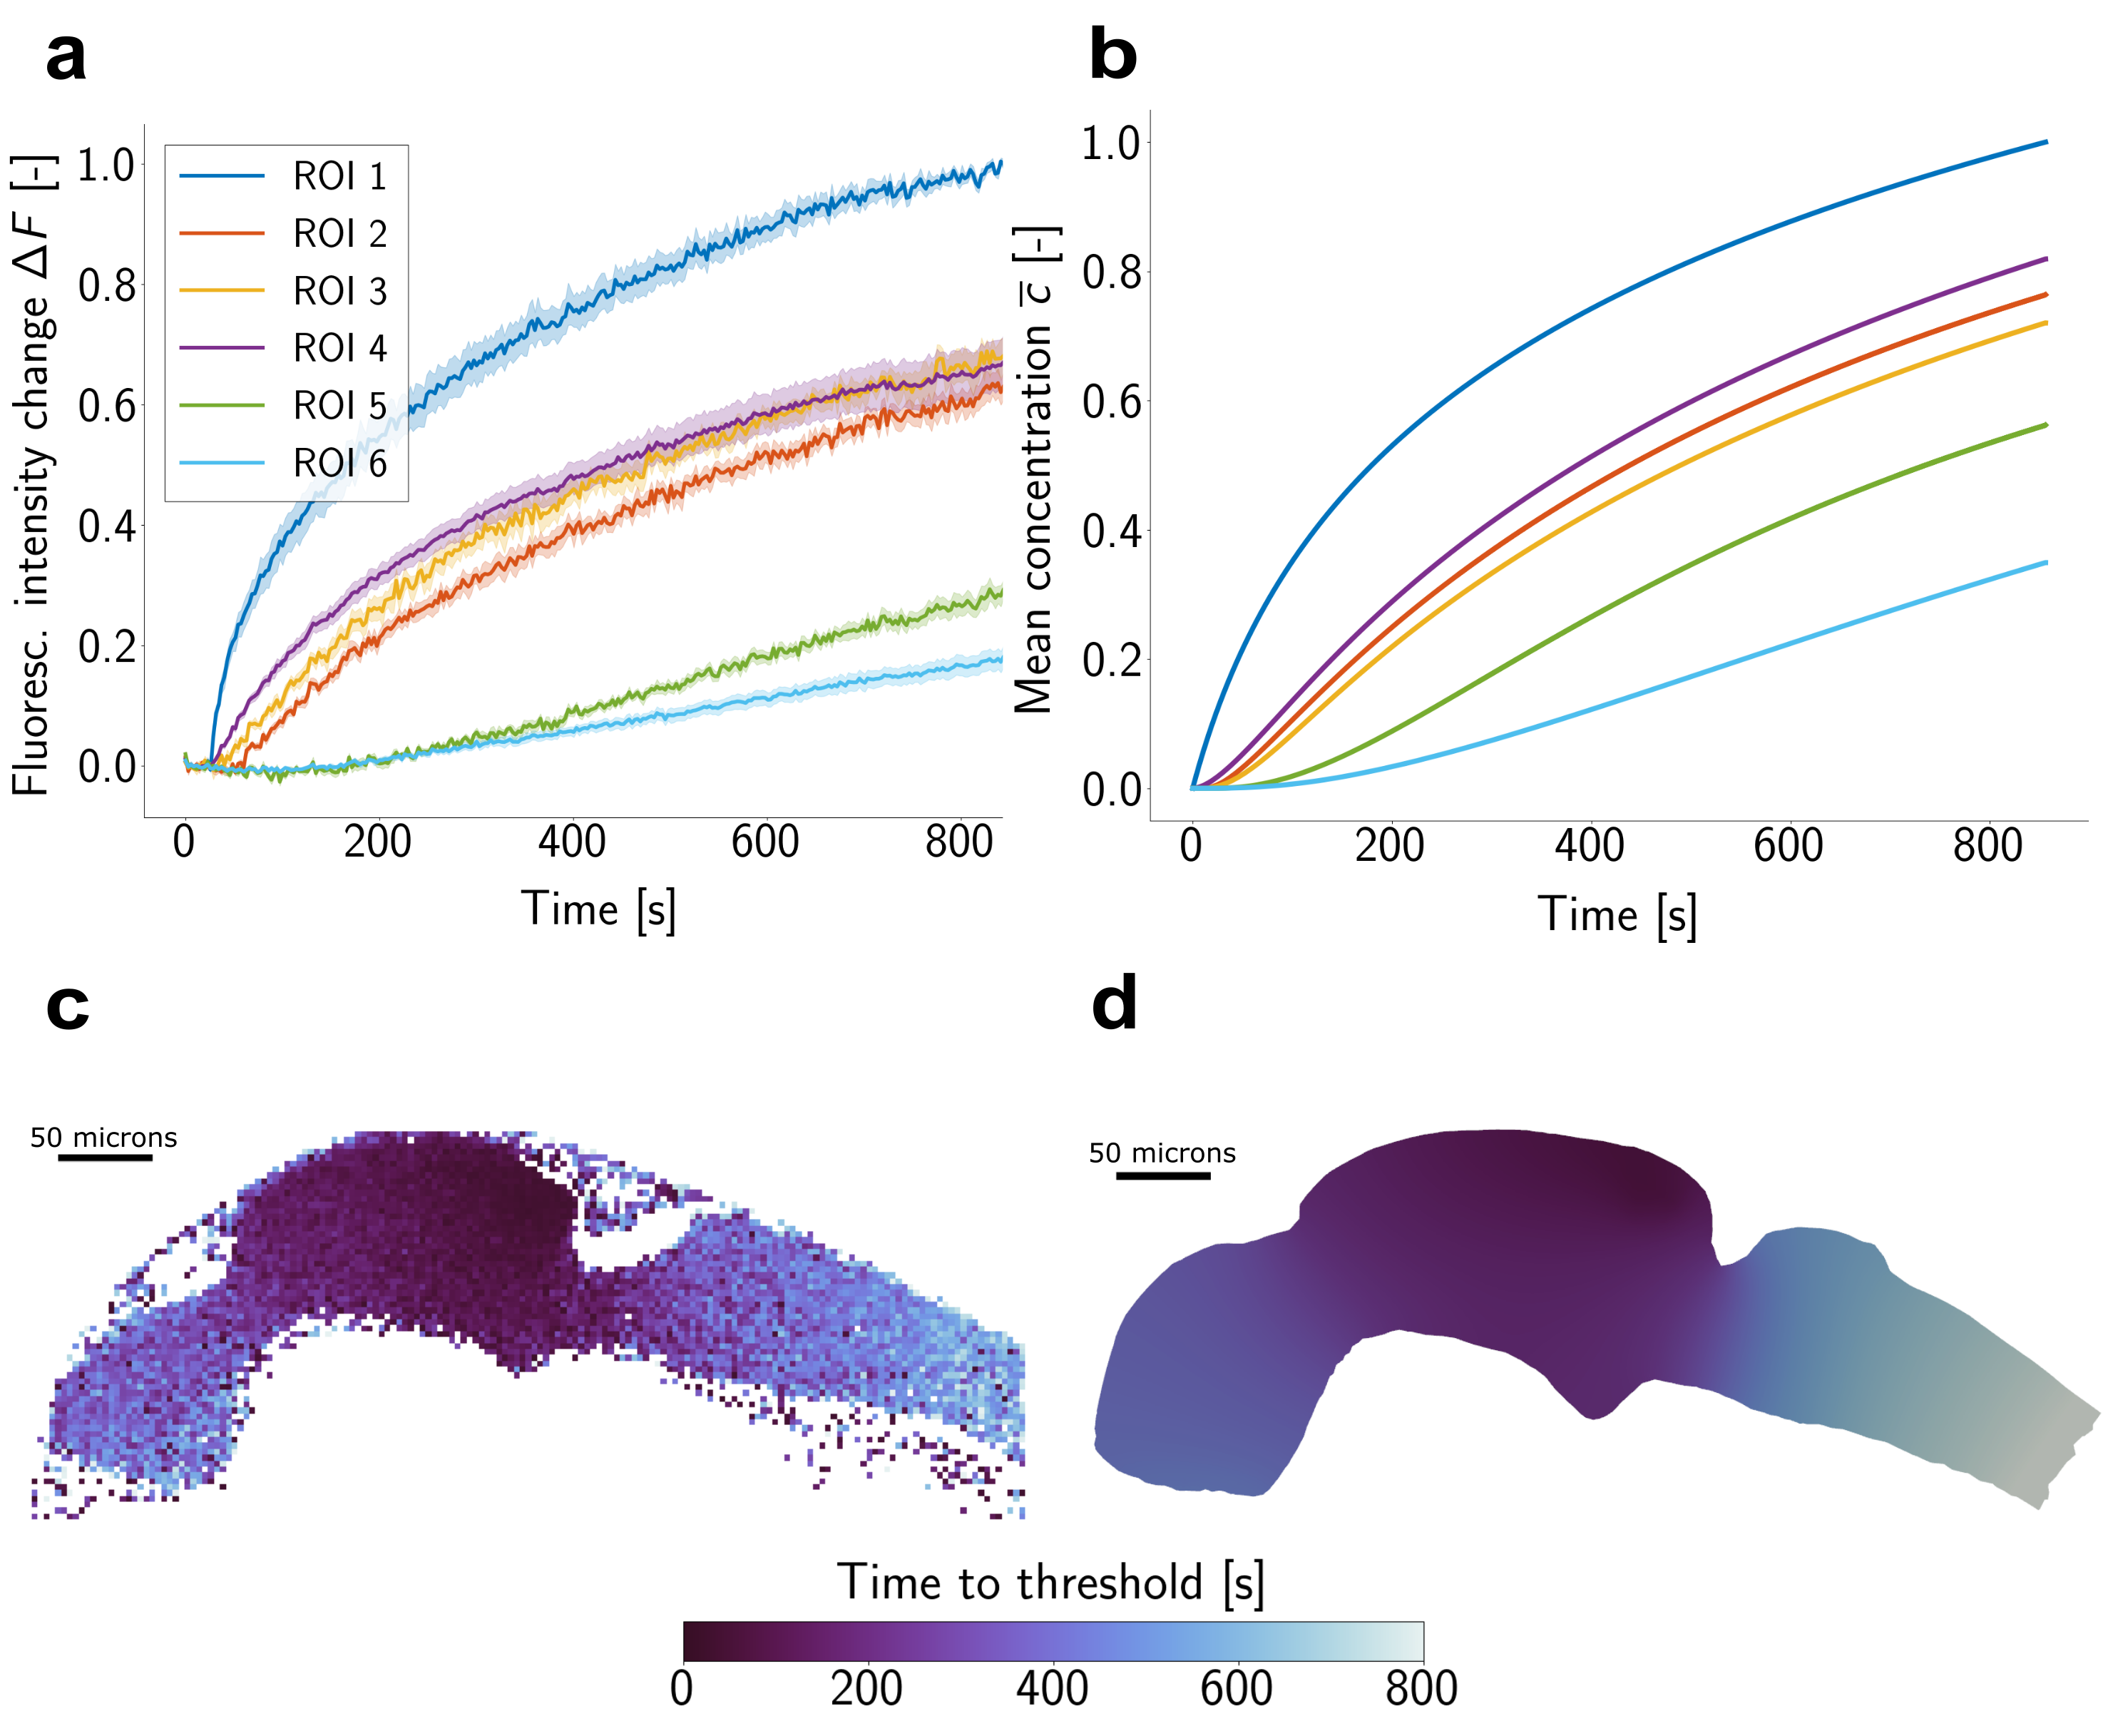 a
Fluoresc. intensity change ΔF [-]
1.0
0.8
0.6
0.4
0.2
0.0
ROI 1
ROI 2
ROI 3
ROI 4
ROI 5
ROI 6
0 200 400 600 800
Time [s]
b
Mean concentration c̅ [-]
1.0
0.8
0.6
0.4
0.2
0.0
0 200 400 600 800
Time [s]
c
50 microns
d
50 microns
Time to threshold [s]
0 200 400 600 800